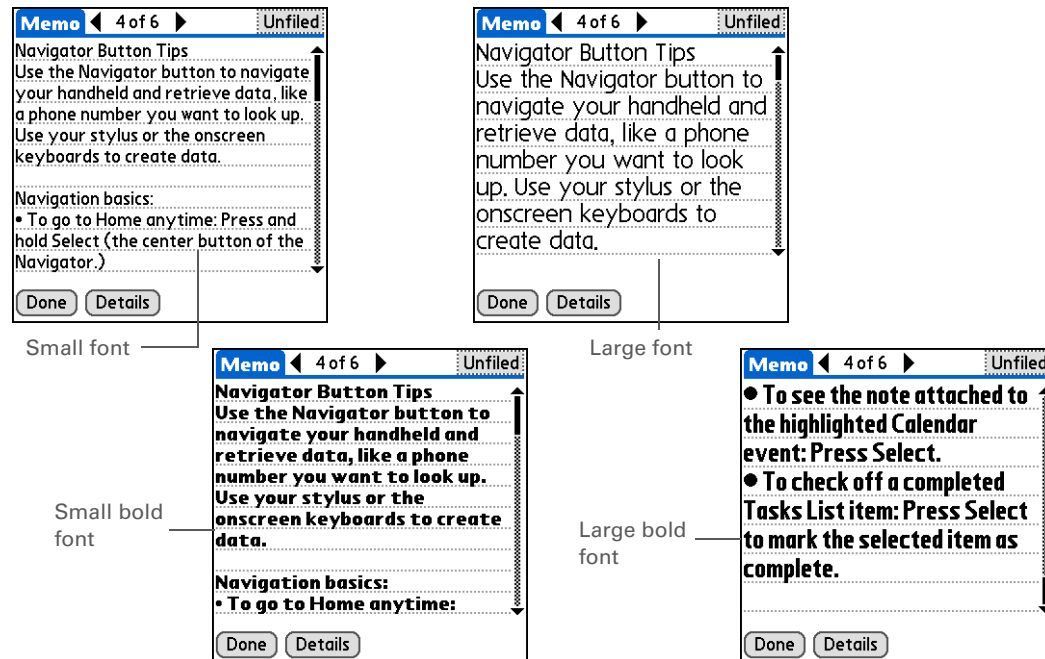 Memo 4 of 6 Unfiled
Navigator Button Tips
Use the Navigator button to navigate
your handheld and retrieve data, like
a phone number you want to look up.
Use your stylus or the onscreen
keyboards to create data.
Navigation basics:
• To go to Home anytime: Press and
hold Select (the center button of the
Navigator.)
Done Details
Small font
Memo 4 of 6 Unfiled
Navigator Button Tips
Use the Navigator button to
navigate your handheld and
retrieve data, like a phone
number you want to look
up. Use your stylus or the
onscreen keyboards to
create data.
Done Details
Large font
Memo 4 of 6 Unfiled
Navigator Button Tips
Use the Navigator button to
navigate your handheld and
retrieve data, like a phone
number you want to look up.
Use your stylus or the
onscreen keyboards to create
data.
Navigation basics:
• To go to Home anytime:
Done Details
Small bold
font
Memo 4 of 6 Unfiled
• To see the note attached to
the highlighted Calendar
event: Press Select.
• To check off a completed
Tasks List item: Press Select
to mark the selected item as
complete.
Done Details
Large bold
font